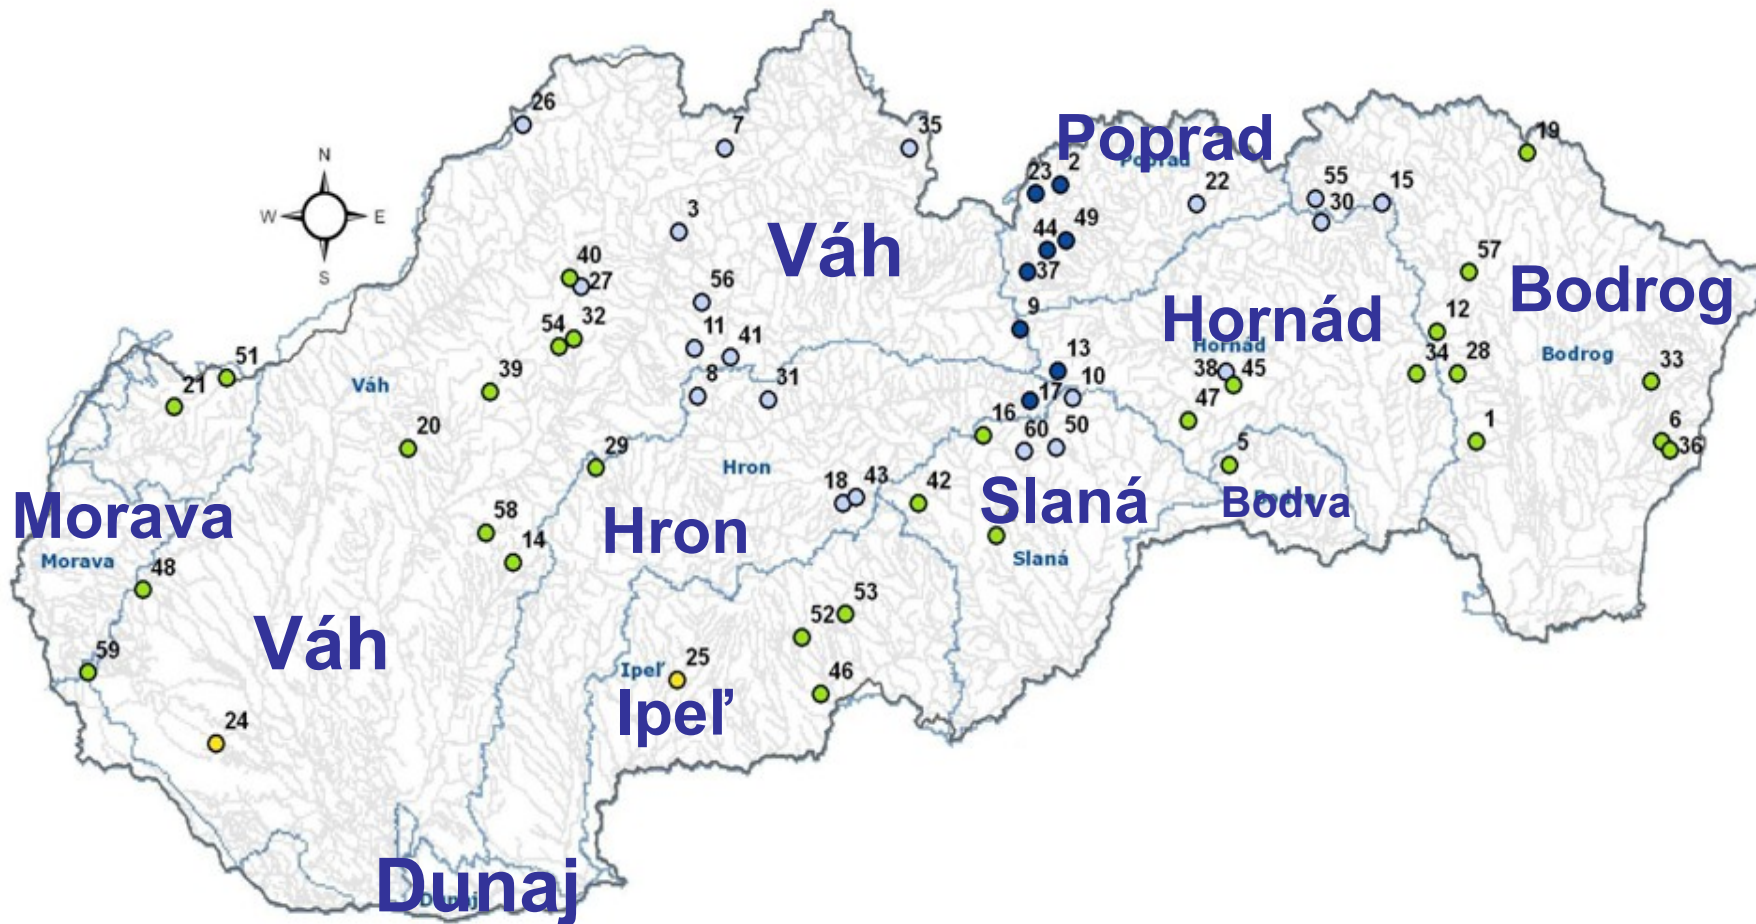 26
7
35
Poprad
Poprad
19
N
W
E
S
23
2
22
55
15
30
3
44
49
37
Váh
40
27
56
57
Bodrog
9
Hornád
Hornád
12
54
32
11
41
13
Bodrog
51
21
Váh
39
8
31
38
45
10
34
28
33
17
16
47
20
29
Hron
60
50
5
1
6
36
18
43
42
Slaná
Bodva
Bodva
Morava
Morava
58
14
Hron
Slaná
48
53
52
Váh
59
Ipeľ
25
46
Ipeľ
24
Dunaj
Dunaj